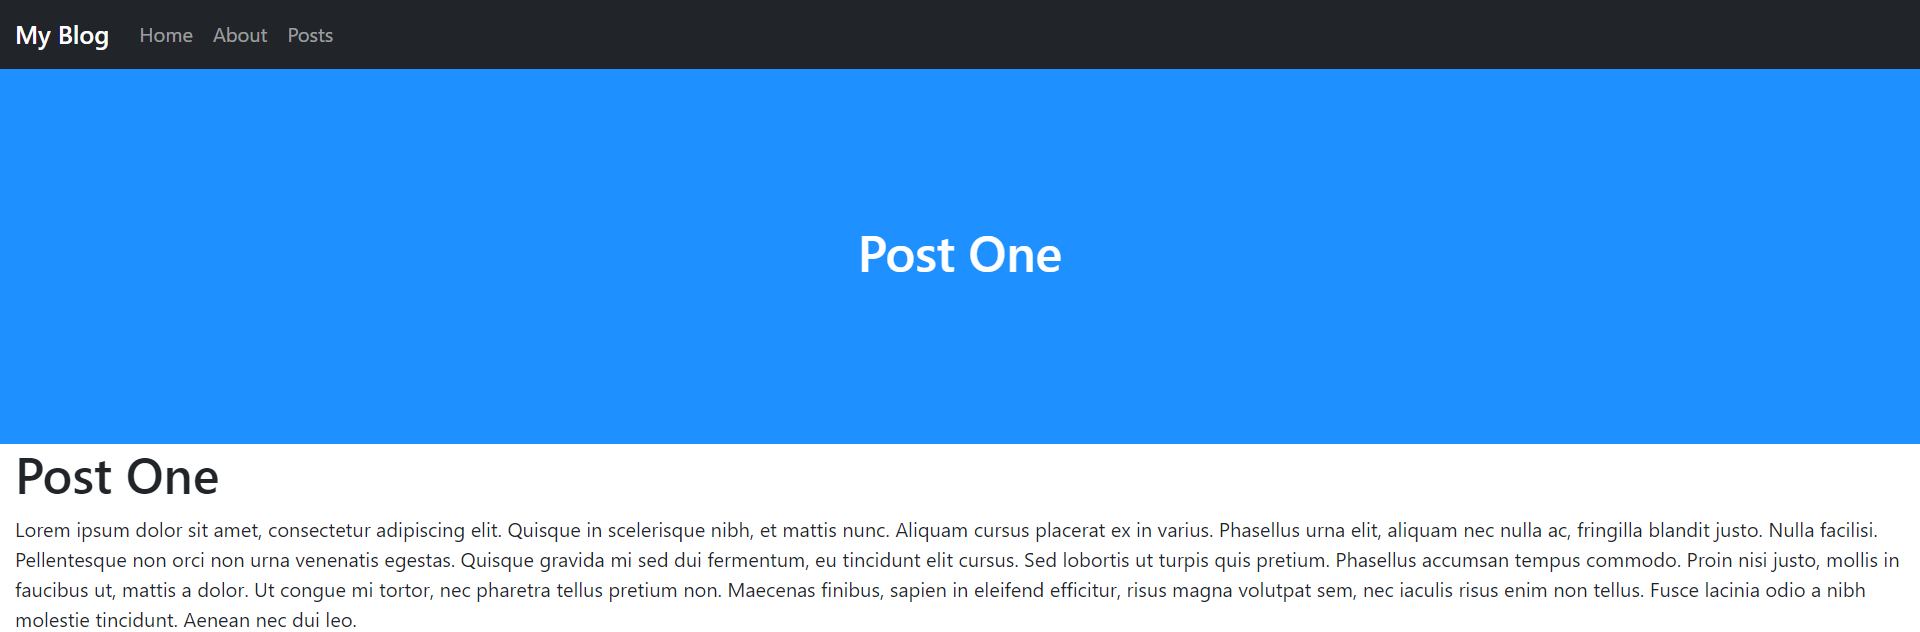 My Blog Home About Posts
Post One
Post One
Lorem ipsum dolor sit amet, consectetur adipiscing elit. Quisque in scelerisque nibh, et mattis nunc. Aliquam cursus placerat ex in varius. Phasellus urna elit, aliquam nec nulla ac, fringilla blandit justo. Nulla facilisi.
Pellentesque non orci non urna venenatis egestas. Quisque gravida mi sed dui fermentum, eu tincidunt elit cursus. Sed lobortis ut turpis quis pretium. Phasellus accumsan tempus commodo. Proin nisi justo, mollis in
faucibus ut, mattis a dolor. Ut congue mi tortor, nec pharetra tellus pretium non. Maecenas finibus, sapien in eleifend efficitur, risus magna volutpat sem, nec iaculis risus enim non tellus. Fusce lacinia odio a nibh
molestie tincidunt. Aenean nec dui leo.